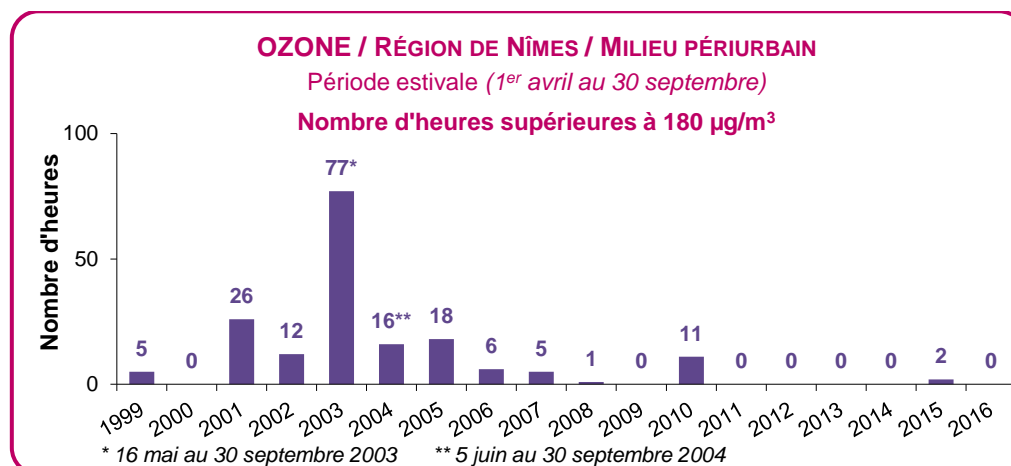 OZONE / RÉGION DE NÎMES / MILIEU PÉRIURBAIN
Période estivale (1er avril au 30 septembre)
Nombre d'heures supérieures à 180 µg/m³
Nombre d'heures
100
50
0
5 0 26 12 77* 16** 18 6 5 1 0 11 0 0 0 0 2 0
1999 2000 2001 2002 2003 2004 2005 2006 2007 2008 2009 2010 2011 2012 2013 2014 2015 2016
* 16 mai au 30 septembre 2003 ** 5 juin au 30 septembre 2004